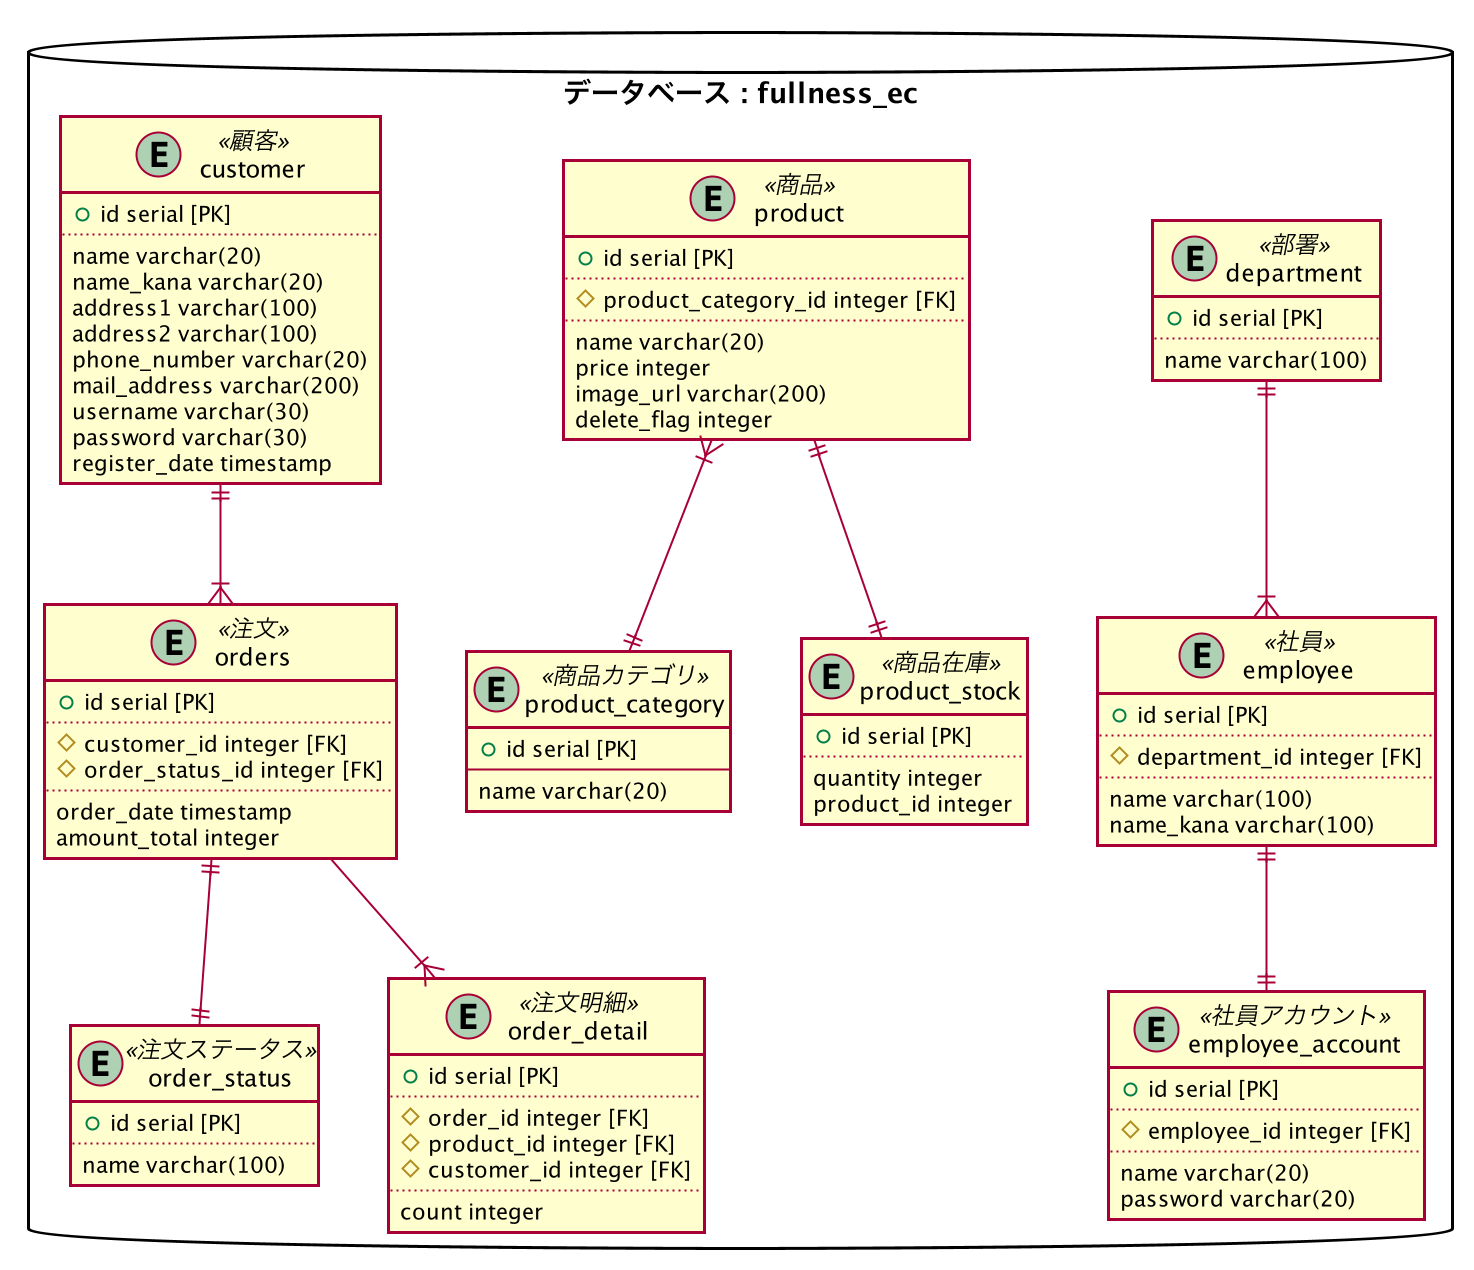 データベース : fullness_ec
E
«顧客»
customer
id serial [PK]
name varchar(20)
name_kana varchar(20)
address1 varchar(100)
address2 varchar(100)
phone_number varchar(20)
mail_address varchar(200)
username varchar(30)
password varchar(30)
register_date timestamp
E
«商品»
product
id serial [PK]
product_category_id integer [FK]
name varchar(20)
price integer
image_url varchar(200)
delete_flag integer
E
«部署»
department
id serial [PK]
name varchar(100)
E
«注文»
orders
id serial [PK]
customer_id integer [FK]
order_status_id integer [FK]
order_date timestamp
amount_total integer
E
«商品カテゴリ»
product_category
id serial [PK]
name varchar(20)
E
«商品在庫»
product_stock
id serial [PK]
quantity integer
product_id integer
E
«社員»
employee
id serial [PK]
department_id integer [FK]
name varchar(100)
name_kana varchar(100)
E
«注文ステータス»
order_status
id serial [PK]
name varchar(100)
E
«注文明細»
order_detail
id serial [PK]
order_id integer [FK]
product_id integer [FK]
customer_id integer [FK]
count integer
E
«社員アカウント»
employee_account
id serial [PK]
employee_id integer [FK]
name varchar(20)
password varchar(20)